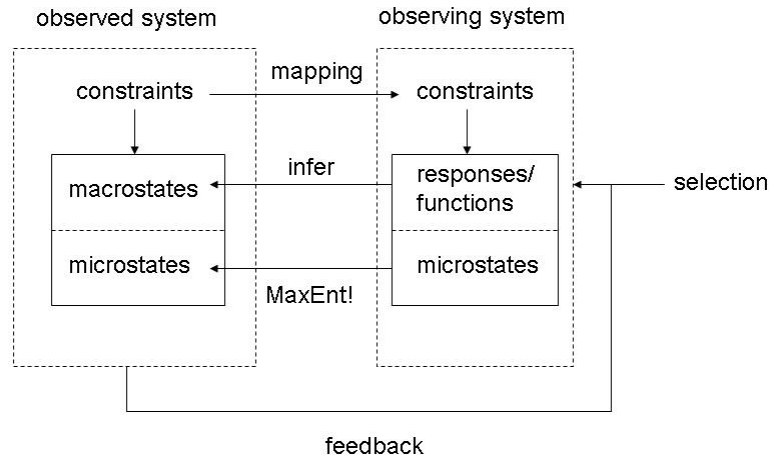 observed system
observing system
constraints
mapping
constraints
macrostates
infer
responses/
functions
selection
microstates
MaxEnt!
microstates
feedback